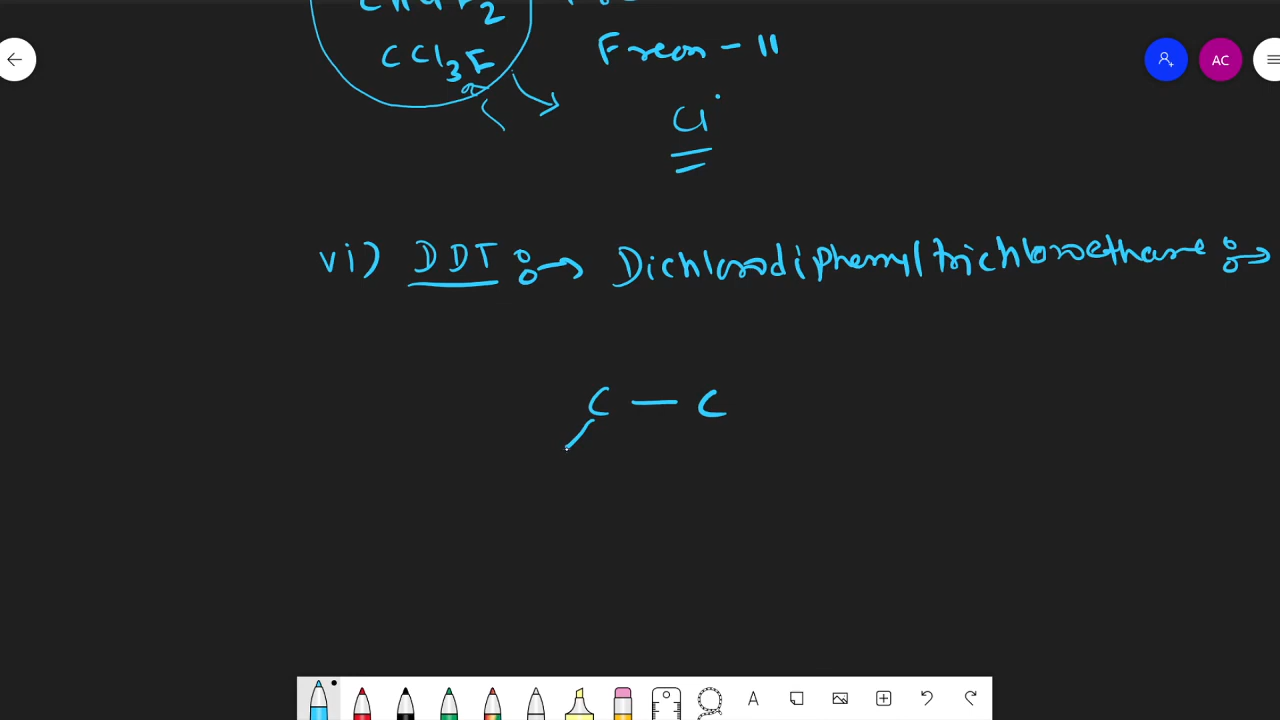 CCl3F Freon - 11
Cl•
AC
vi) DDT :→ Dichlorodiphenyltrichloroethane :→
C — C
A